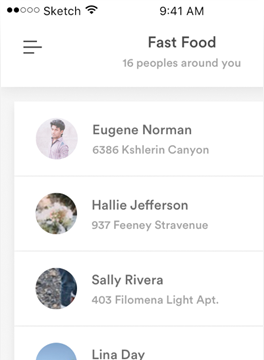 Sketch 9:41 AM
Fast Food
16 peoples around you
Eugene Norman
6386 Kshlerin Canyon
Hallie Jefferson
937 Feeney Stravenue
Sally Rivera
403 Filomena Light Apt.
Lina Day